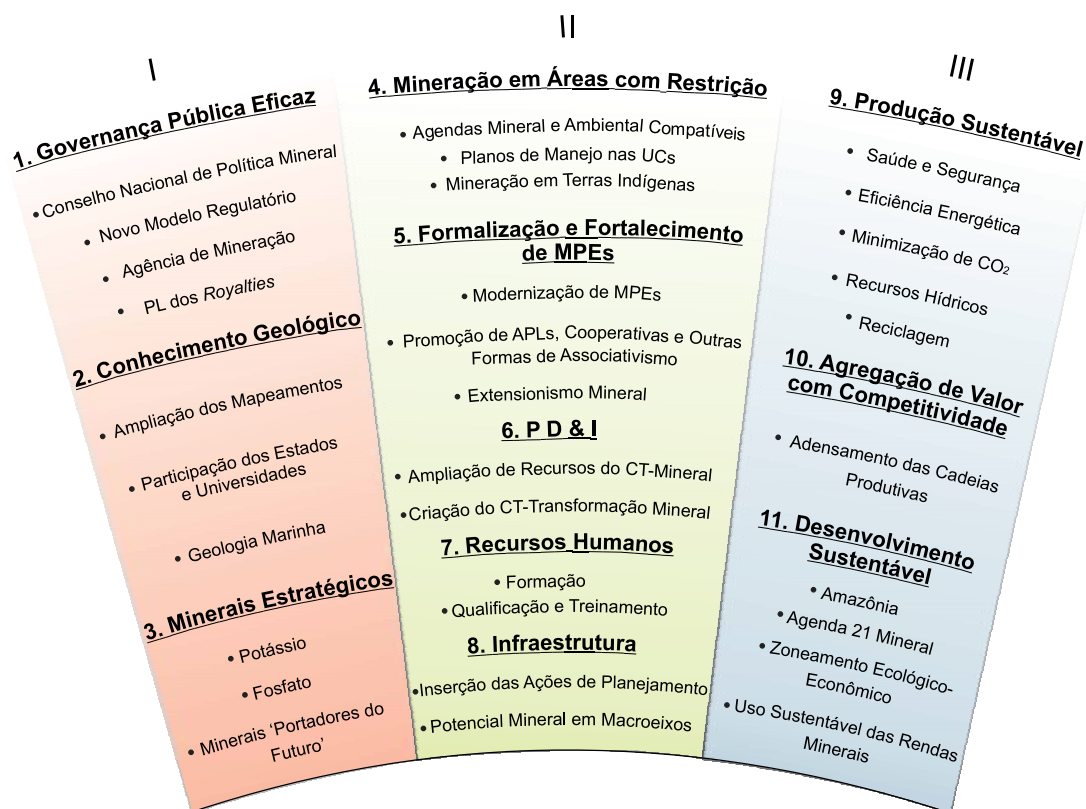 I
1. Governança Pública Eficaz
• Conselho Nacional de Política Mineral
• Novo Modelo Regulatório
• Agência de Mineração
• PL dos Royalties
2. Conhecimento Geológico
• Ampliação dos Mapeamentos
• Participação dos Estados
e Universidades
• Geologia Marinha
3. Minerais Estratégicos
• Potássio
• Fosfato
• Minerais ‘Portadores do
Futuro’
II
4. Mineração em Áreas com Restrição
• Agendas Mineral e Ambiental Compatíveis
• Planos de Manejo nas UCs
• Mineração em Terras Indígenas
5. Formalização e Fortalecimento
de MPEs
• Modernização de MPEs
• Promoção de APLs, Cooperativas e Outras
Formas de Associativismo
• Extensionismo Mineral
6. P D & I
• Ampliação de Recursos do CT-Mineral
• Criação do CT-Transformação Mineral
7. Recursos Humanos
• Formação
• Qualificação e Treinamento
8. Infraestrutura
• Inserção das Ações de Planejamento
• Potencial Mineral em Macroeixos
III
9. Produção Sustentável
• Saúde e Segurança
• Eficiência Energética
• Minimização de CO₂
• Recursos Hídricos
• Reciclagem
10. Agregação de Valor
com Competitividade
• Adensamento das Cadeias
Produtivas
11. Desenvolvimento
Sustentável
• Amazônia
• Agenda 21 Mineral
• Zoneamento Ecológico-
Econômico
• Uso Sustentável das Rendas
Minerais